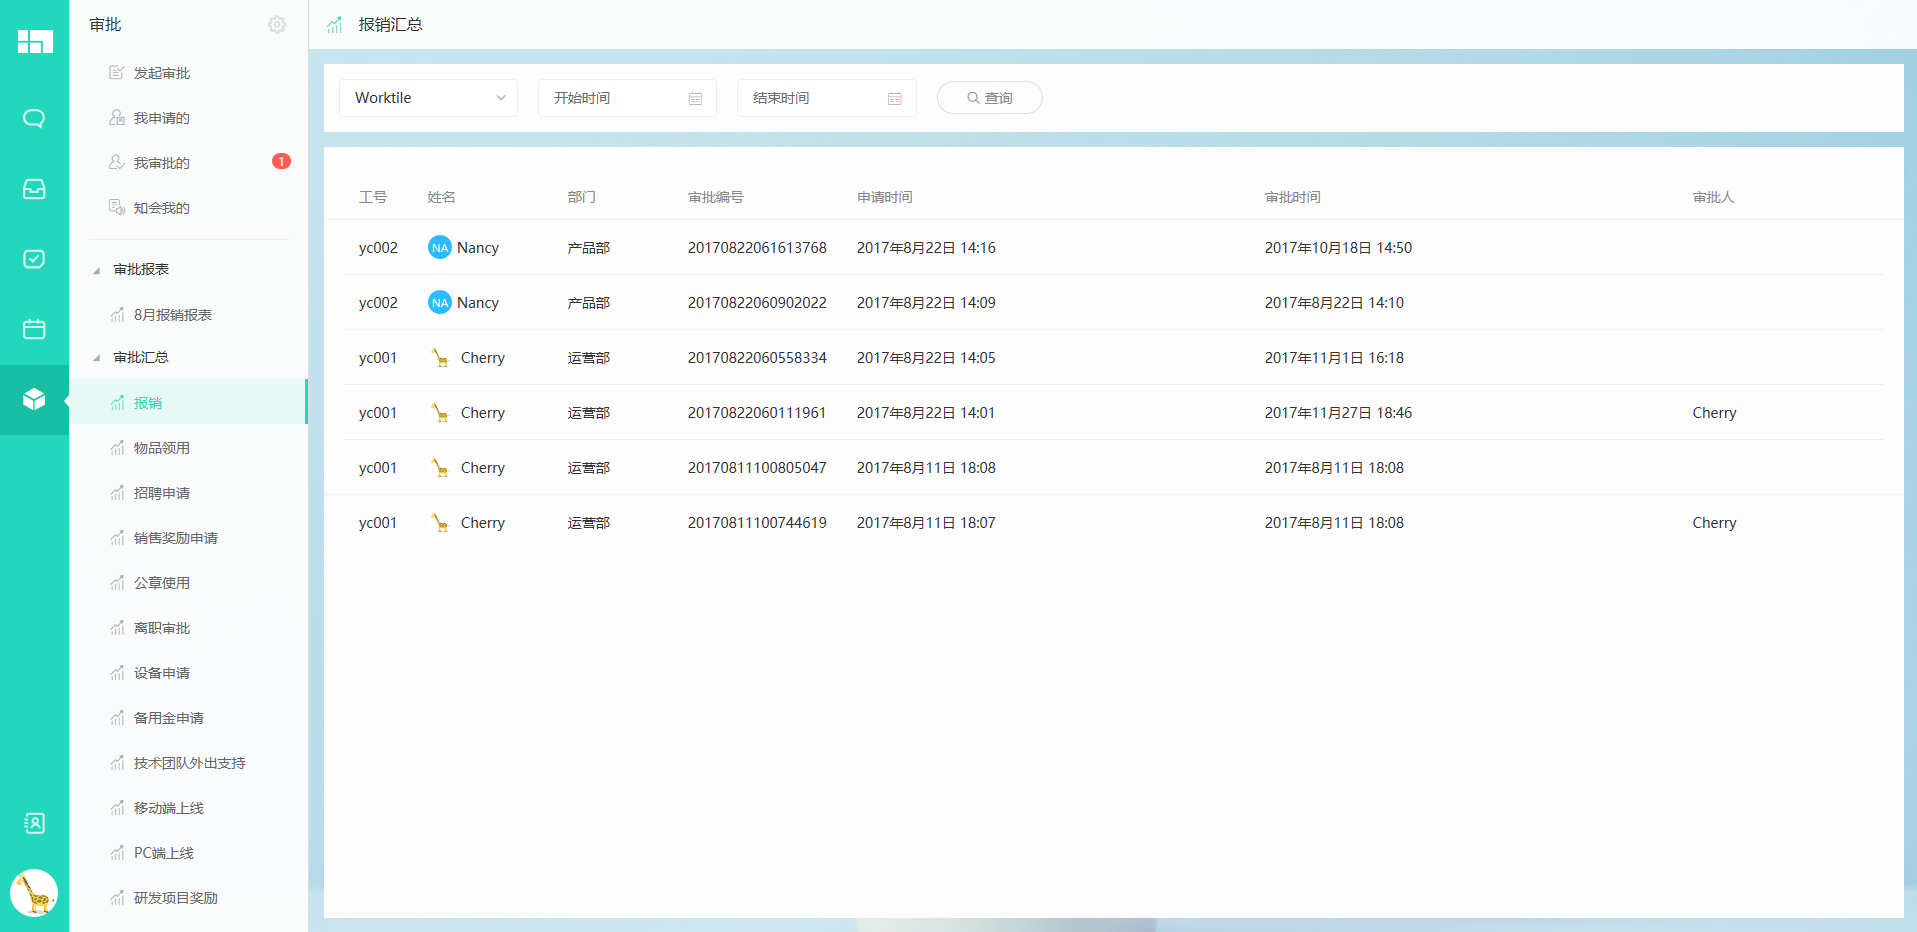 审批
发起审批
我申请的
我审批的 1
知会我的
审批报表
8月报销报表
审批汇总
报销
物品领用
招聘申请
销售奖励申请
公章使用
离职审批
设备申请
备用金申请
技术团队外出支持
移动端上线
PC端上线
研发项目奖励
报销汇总
Worktile 开始时间 结束时间 查询
工号 姓名 部门 审批编号 申请时间 审批时间 审批人
yc002 NA Nancy 产品部 20170822061613768 2017年8月22日 14:16 2017年10月18日 14:50
yc002 NA Nancy 产品部 20170822060902022 2017年8月22日 14:09 2017年8月22日 14:10
yc001 Cherry 运营部 20170822060558334 2017年8月22日 14:05 2017年11月1日 16:18
yc001 Cherry 运营部 20170822060111961 2017年8月22日 14:01 2017年11月27日 18:46 Cherry
yc001 Cherry 运营部 20170811100805047 2017年8月11日 18:08 2017年8月11日 18:08
yc001 Cherry 运营部 20170811100744619 2017年8月11日 18:07 2017年8月11日 18:08 Cherry